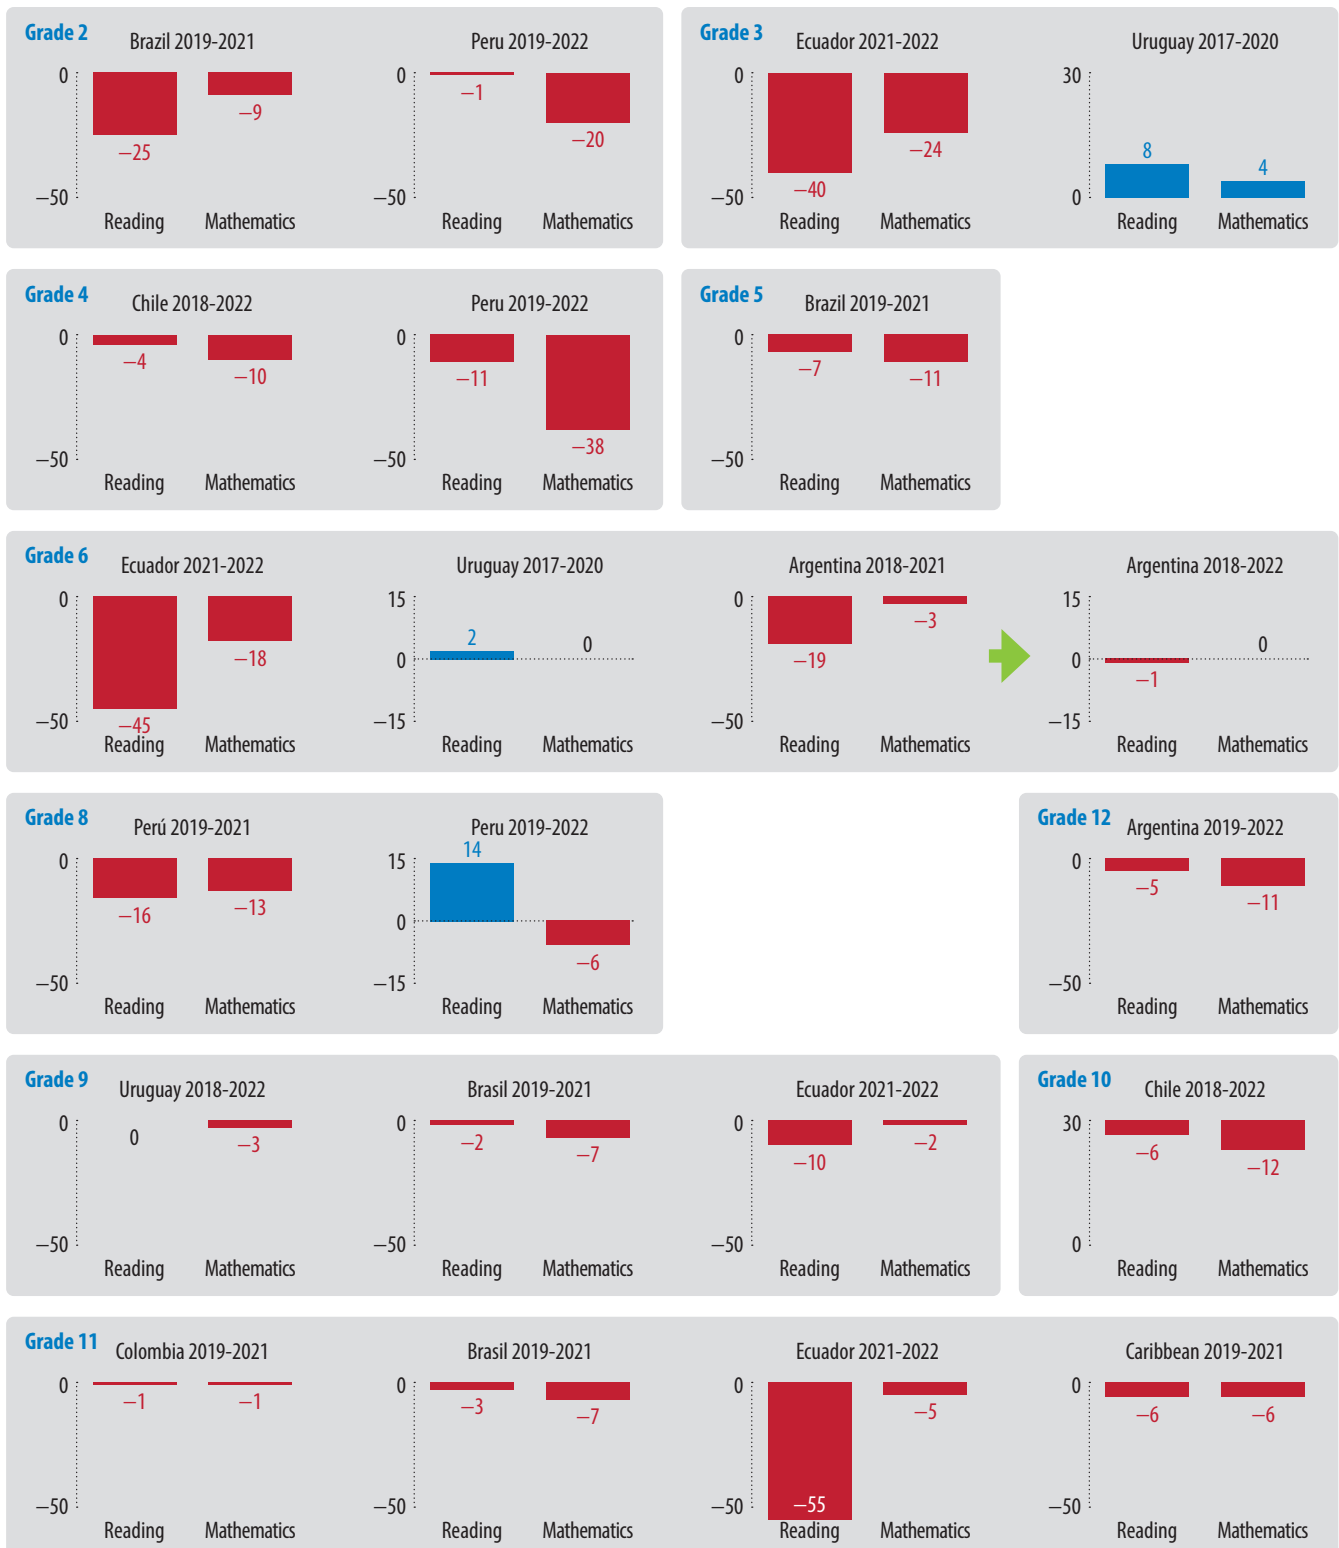 Grade 2
Brazil 2019-2021
0
−25
−9
−50
Reading Mathematics
Peru 2019-2022
0
−1
−20
−50
Reading Mathematics
Grade 3
Ecuador 2021-2022
0
−40
−24
−50
Reading Mathematics
Uruguay 2017-2020
30
8
4
0
Reading Mathematics
Grade 4
Chile 2018-2022
0
−4
−10
−50
Reading Mathematics
Peru 2019-2022
0
−11
−38
−50
Reading Mathematics
Grade 5
Brazil 2019-2021
0
−7
−11
−50
Reading Mathematics
Grade 6
Ecuador 2021-2022
0
−45
−18
−50
Reading Mathematics
Uruguay 2017-2020
15
2
0
0
−15
Reading Mathematics
Argentina 2018-2021
0
−19
−3
−50
Reading Mathematics
Argentina 2018-2022
15
0
0
−1
−15
Reading Mathematics
Grade 8
Perú 2019-2021
0
−16
−13
−50
Reading Mathematics
Peru 2019-2022
14
15
0
−6
−15
Reading Mathematics
Grade 12
Argentina 2019-2022
0
−5
−11
−50
Reading Mathematics
Grade 9
Uruguay 2018-2022
0
0
−3
−50
Reading Mathematics
Brasil 2019-2021
0
−2
−7
−50
Reading Mathematics
Ecuador 2021-2022
0
−10
−2
−50
Reading Mathematics
Grade 10
Chile 2018-2022
30
−6
−12
0
Reading Mathematics
Grade 11
Colombia 2019-2021
0
−1
−1
−50
Reading Mathematics
Brasil 2019-2021
0
−3
−7
−50
Reading Mathematics
Ecuador 2021-2022
0
−55
−5
−50
Reading Mathematics
Caribbean 2019-2021
0
−6
−6
−50
Reading Mathematics